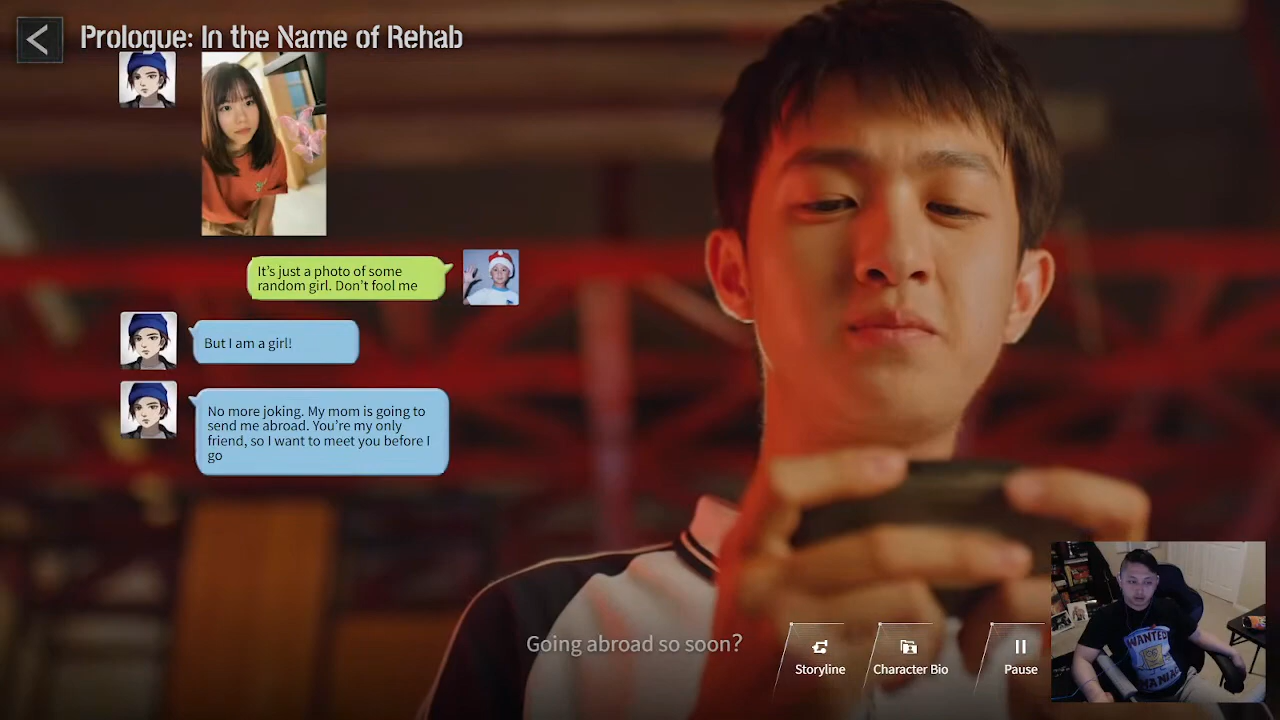 Prologue: In the Name of Rehab
It's just a photo of some
random girl. Don't fool me
But I am a girl!
No more joking. My mom is going to
send me abroad. You're my only
friend, so I want to meet you before I
go
Going abroad so soon?
Storyline
Character Bio
Pause
WANTED
MANIAC